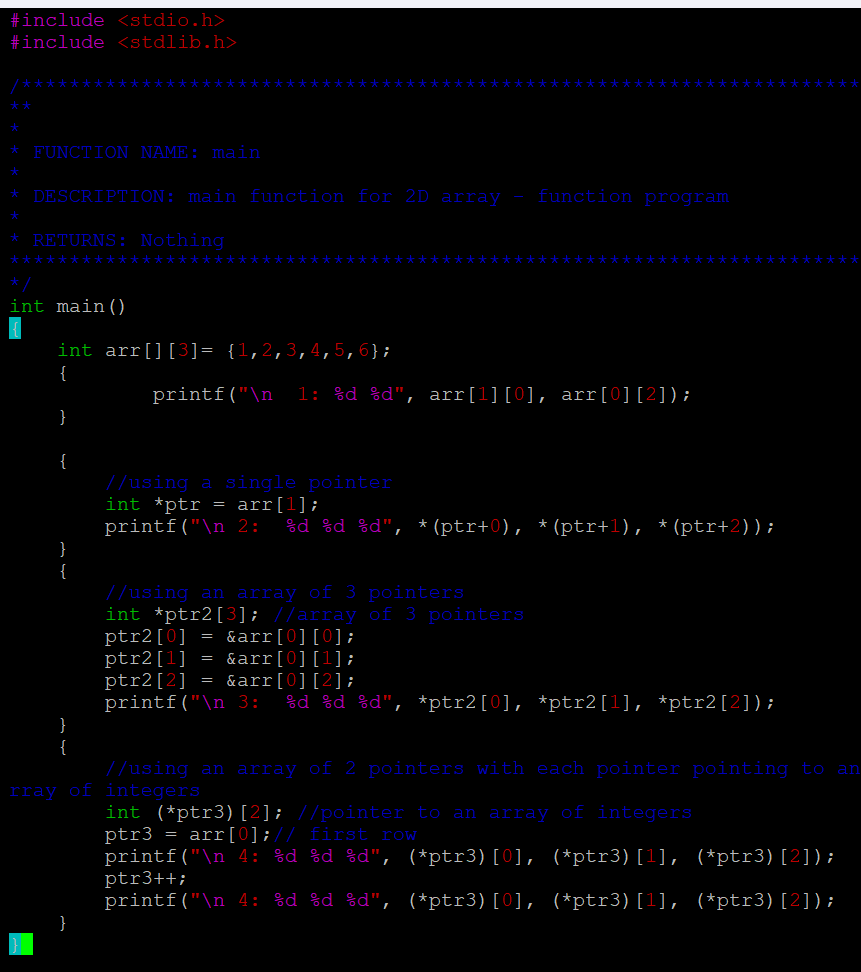 #include <stdio.h>
#include <stdlib.h>
/**********************************************************************
**
*
* FUNCTION NAME: main
*
* DESCRIPTION: main function for 2D array - function program
*
* RETURNS: Nothing
***********************************************************************
*/
int main()
{
    int arr[][3]= {1,2,3,4,5,6};
    {
            printf("\n  1: %d %d", arr[1][0], arr[0][2]);
    }
    {
        //using a single pointer
        int *ptr = arr[1];
        printf("\n 2:  %d %d %d", *(ptr+0), *(ptr+1), *(ptr+2));
    }
    {
        //using an array of 3 pointers
        int *ptr2[3]; //array of 3 pointers
        ptr2[0] = &arr[0][0];
        ptr2[1] = &arr[0][1];
        ptr2[2] = &arr[0][2];
        printf("\n 3:  %d %d %d", *ptr2[0], *ptr2[1], *ptr2[2]);
    }
    {
        //using an array of 2 pointers with each pointer pointing to an
rray of integers
        int (*ptr3)[2]; //pointer to an array of integers
        ptr3 = arr[0];// first row
        printf("\n 4: %d %d %d", (*ptr3)[0], (*ptr3)[1], (*ptr3)[2]);
        ptr3++;
        printf("\n 4: %d %d %d", (*ptr3)[0], (*ptr3)[1], (*ptr3)[2]);
    }
}